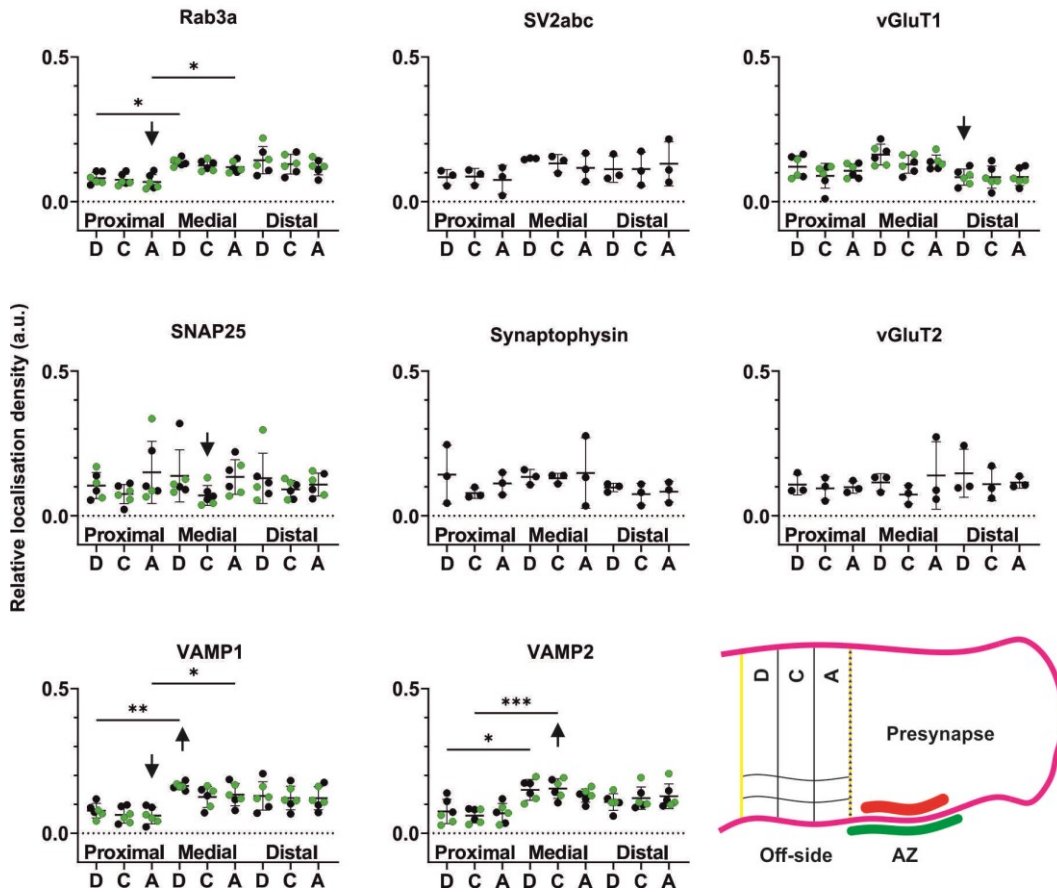 Rab3a
SV2abc
vGluT1
0.5
*
*
0.0
Proximal Medial Distal
D C A D C A D C A
0.5
0.0
Proximal Medial Distal
D C A D C A D C A
0.5
0.0
Proximal Medial Distal
D C A D C A D C A
Relative localisation density (a.u.)
SNAP25
Synaptophysin
vGluT2
0.5
0.0
Proximal Medial Distal
D C A D C A D C A
0.5
0.0
Proximal Medial Distal
D C A D C A D C A
0.5
0.0
Proximal Medial Distal
D C A D C A D C A
VAMP1
VAMP2
0.5
*
**
0.0
Proximal Medial Distal
D C A D C A D C A
0.5
***
*
0.0
Proximal Medial Distal
D C A D C A D C A
D C A
Presynapse
Off-side AZ